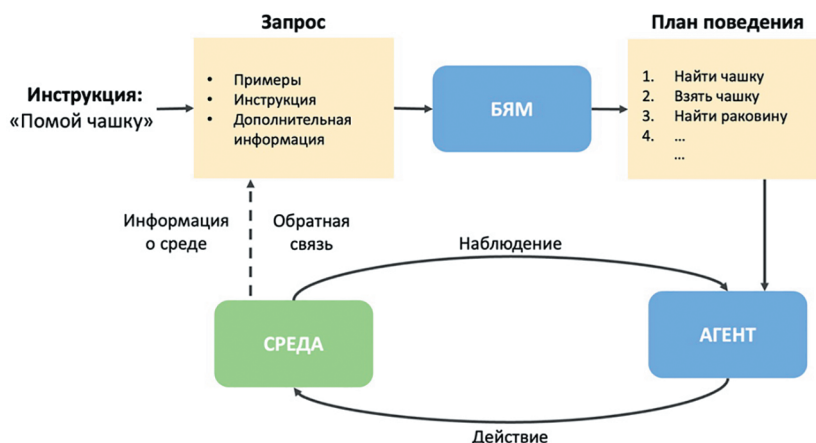 Запрос
План поведения
Инструкция:
«Помой чашку»
• Примеры
• Инструкция
• Дополнительная
информация
БЯМ
1. Найти чашку
2. Взять чашку
3. Найти раковину
4. ...
...
Информация
о среде
Обратная
связь
Наблюдение
СРЕДА
АГЕНТ
Действие